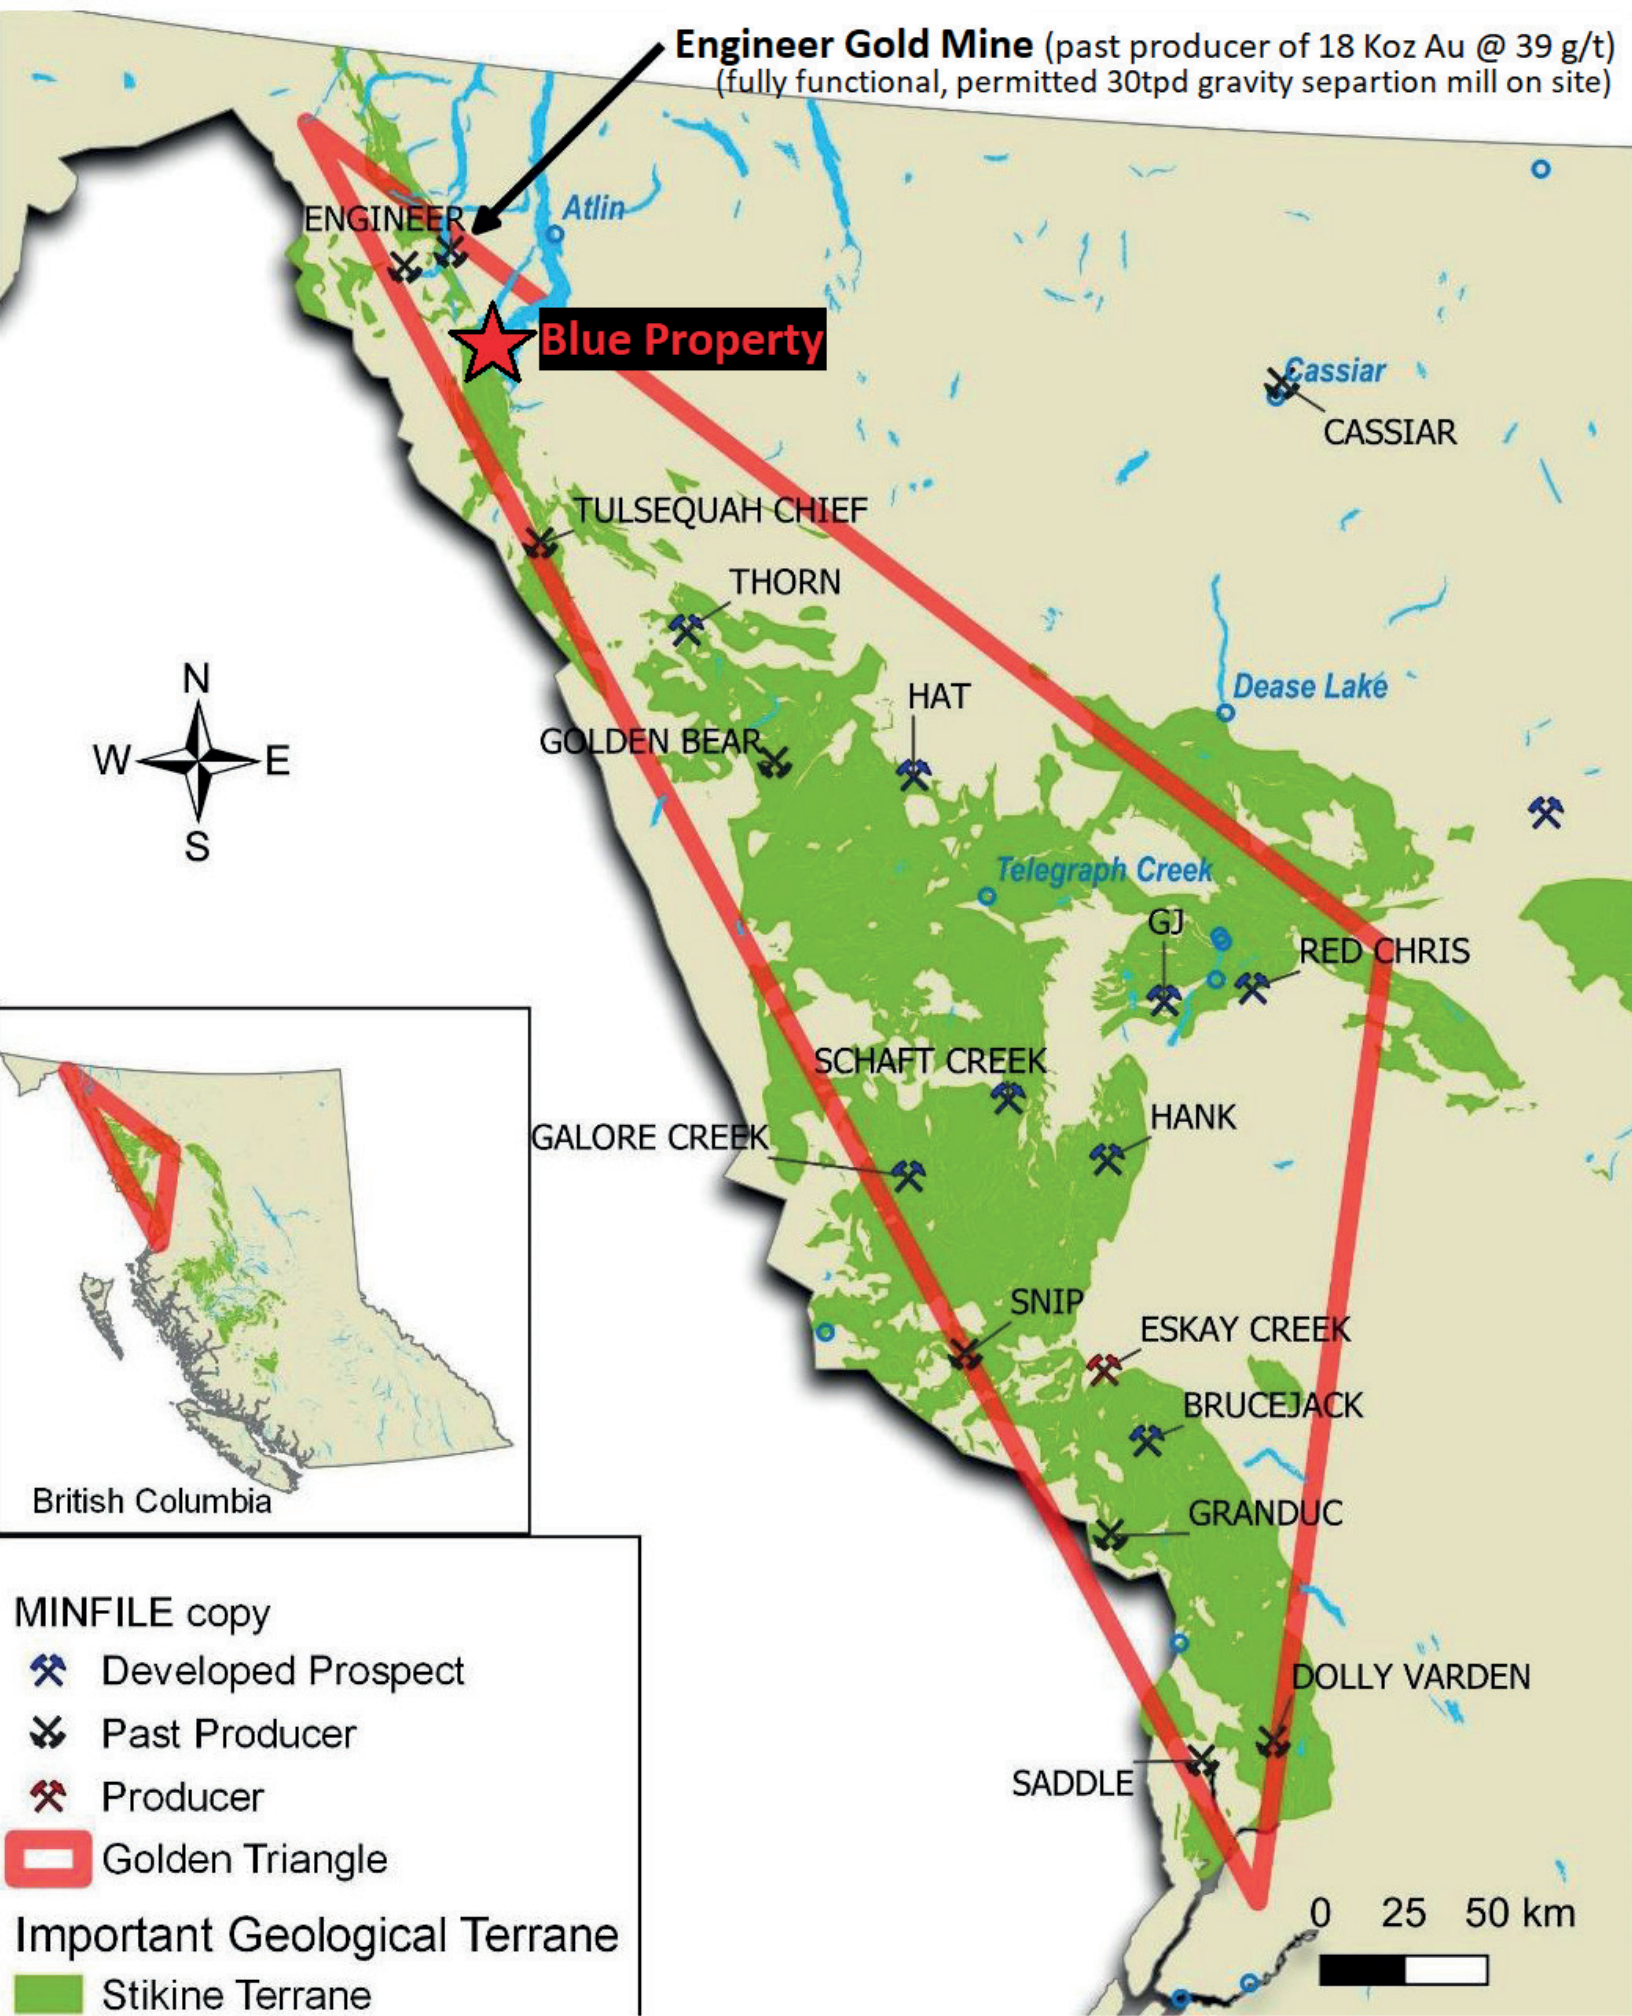 Engineer Gold Mine (past producer of 18 Koz Au @ 39 g/t)
(fully functional, permitted 30tpd gravity separtion mill on site)
ENGINEER
Atlin
Blue Property
Cassiar
CASSIAR
TULSEQUAH CHIEF
THORN
N
W E
S
HAT
Dease Lake
GOLDEN BEAR
Telegraph Creek
GJ
RED CHRIS
SCHAFT CREEK
HANK
GALORE CREEK
SNIP
ESKAY CREEK
BRUCEJACK
GRANDUC
DOLLY VARDEN
SADDLE
British Columbia
MINFILE copy
Developed Prospect
Past Producer
Producer
Golden Triangle
Important Geological Terrane
Stikine Terrane
0 25 50 km